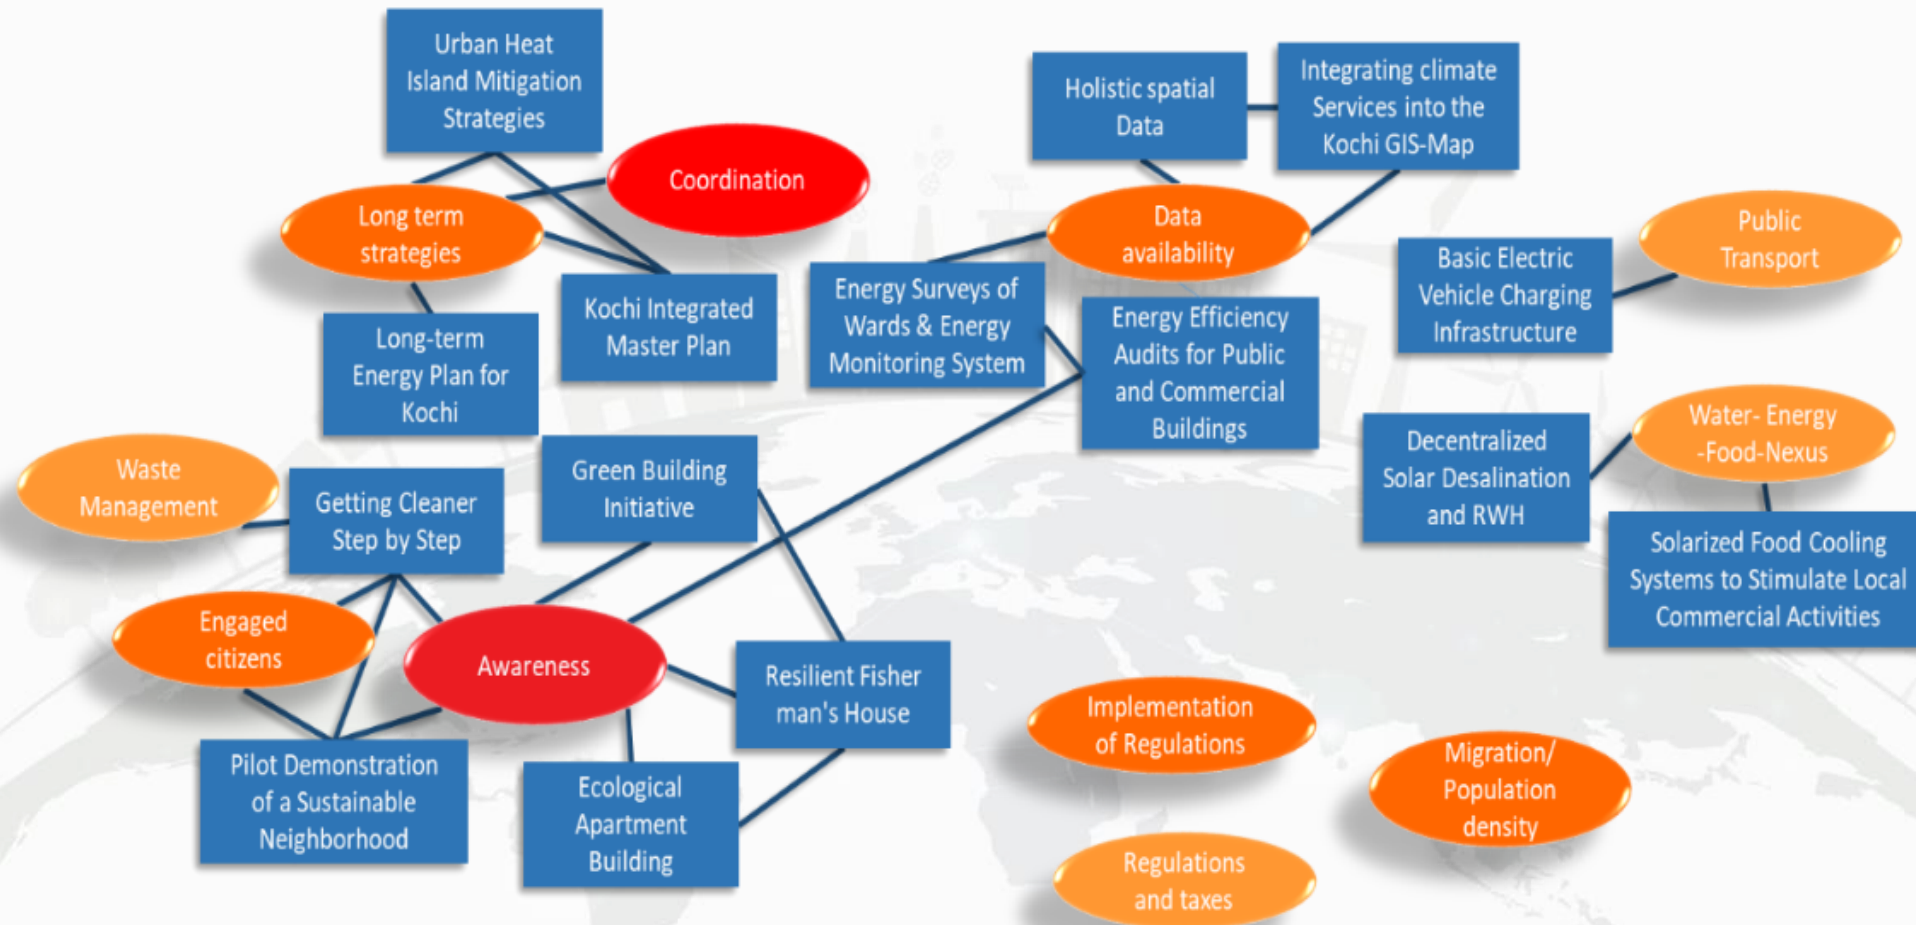 Urban Heat
Island Mitigation
Strategies
Coordination
Long term
strategies
Kochi Integrated
Master Plan
Long-term
Energy Plan for
Kochi
Holistic spatial
Data
Integrating climate
Services into the
Kochi GIS-Map
Data
availability
Energy Surveys of
Wards & Energy
Monitoring System
Energy Efficiency
Audits for Public
and Commercial
Buildings
Public
Transport
Basic Electric
Vehicle Charging
Infrastructure
Water- Energy
-Food-Nexus
Decentralized
Solar Desalination
and RWH
Solarized Food Cooling
Systems to Stimulate Local
Commercial Activities
Waste
Management
Getting Cleaner
Step by Step
Green Building
Initiative
Engaged
citizens
Awareness
Resilient Fisher
man's House
Pilot Demonstration
of a Sustainable
Neighborhood
Ecological
Apartment
Building
Implementation
of Regulations
Migration/
Population
density
Regulations
and taxes